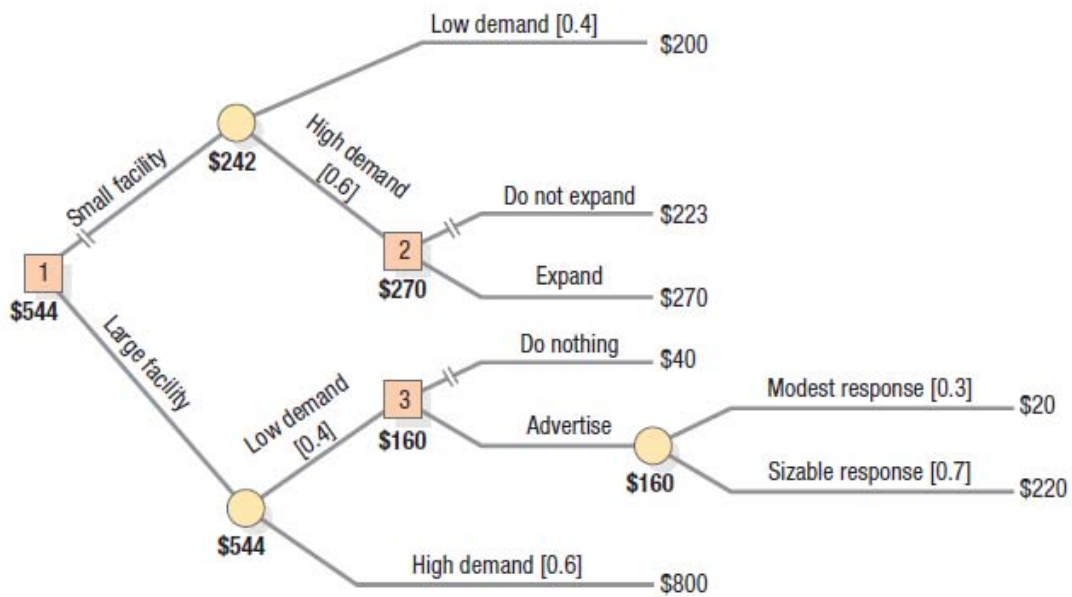 Low demand [0.4]
$200
High demand
[0.6]
$242
Small facility
Do not expand
$223
2
$270
Expand
$270
1
$544
Large facility
Do nothing
$40
Low demand
[0.4]
3
$160
Advertise
Modest response [0.3]
$20
$160
Sizable response [0.7]
$220
$544
High demand [0.6]
$800